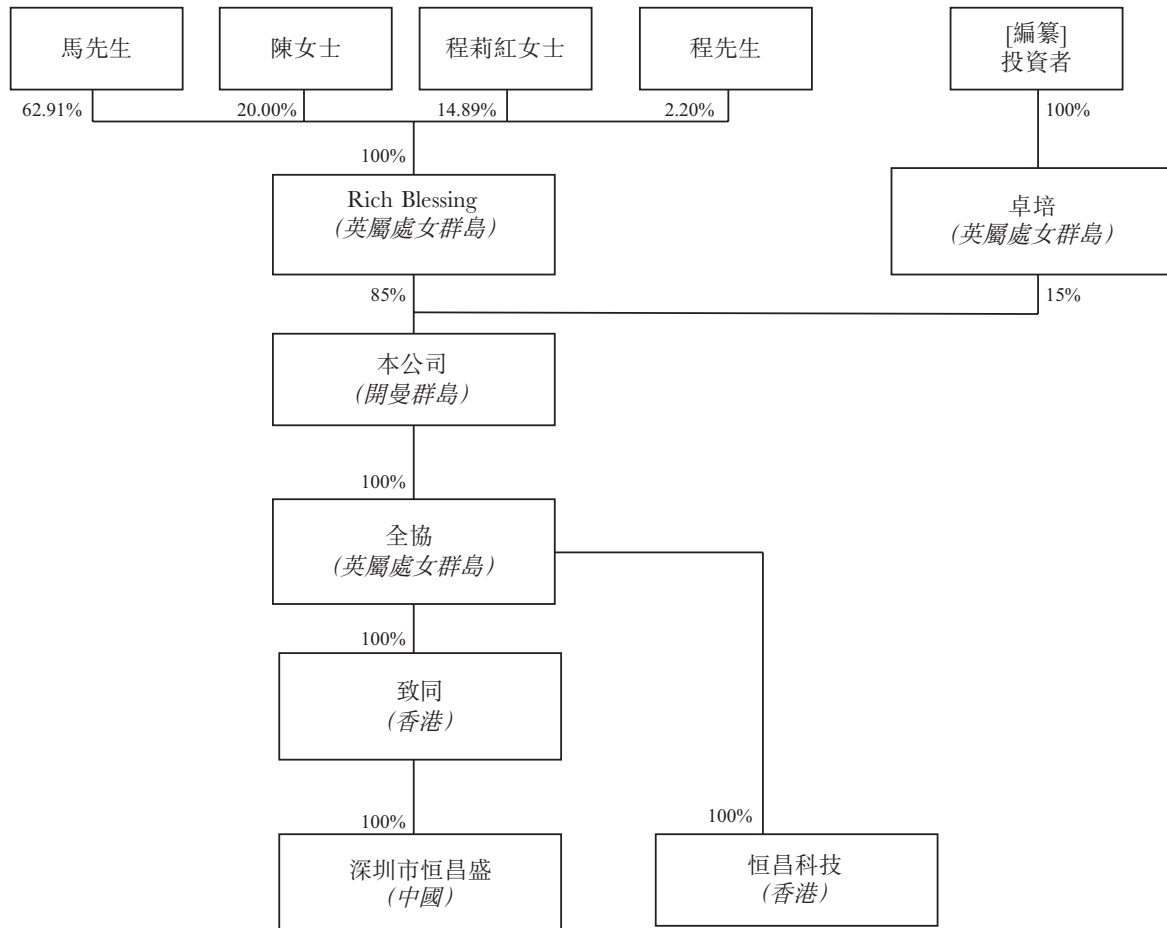 馬先生
陳女士
程莉紅女士
程先生
[編纂]
投資者
62.91%
20.00%
14.89%
2.20%
100%
100%
Rich Blessing
(英屬處女群島)
卓培
(英屬處女群島)
85%
15%
本公司
(開曼群島)
100%
全協
(英屬處女群島)
100%
致同
(香港)
100%
100%
深圳市恒昌盛
(中國)
恒昌科技
(香港)